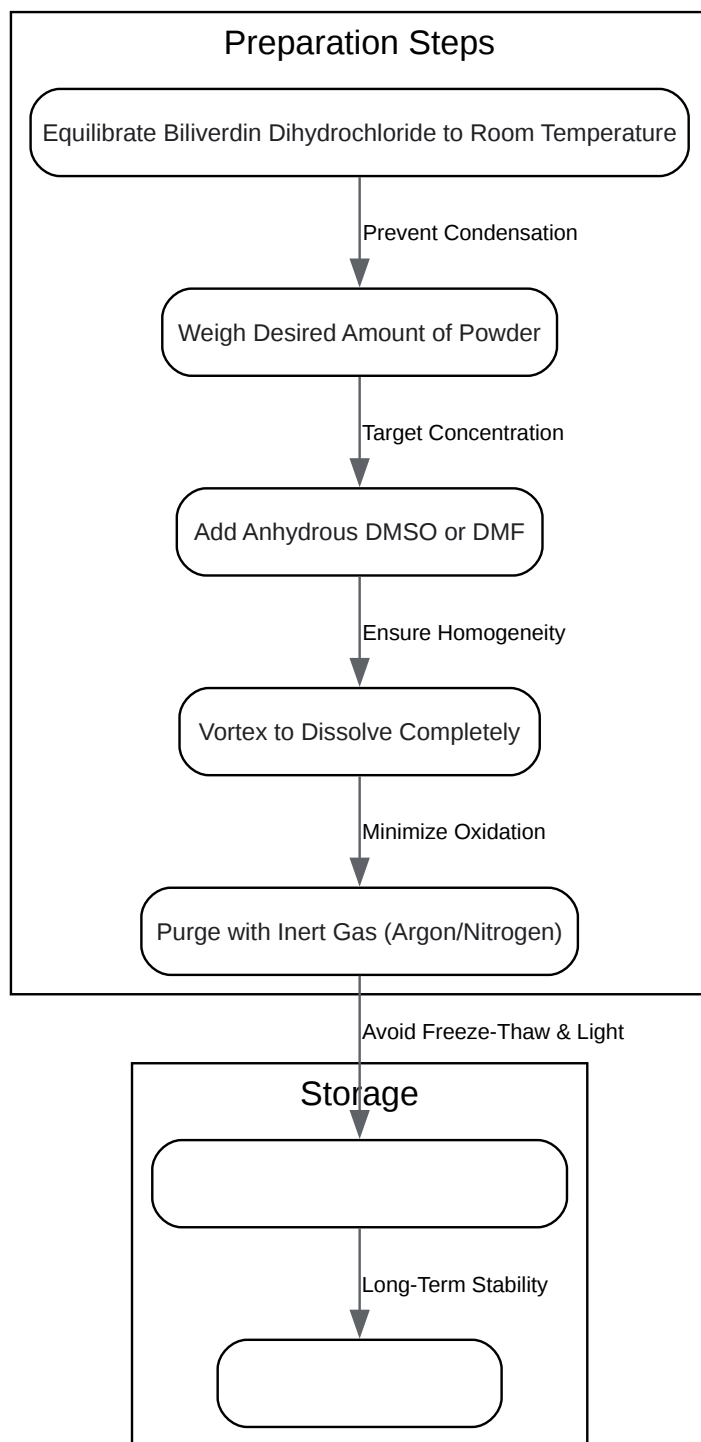 Preparation Steps
Equilibrate Biliverdin Dihydrochloride to Room Temperature
Prevent Condensation
Weigh Desired Amount of Powder
Target Concentration
Add Anhydrous DMSO or DMF
Ensure Homogeneity
Vortex to Dissolve Completely
Minimize Oxidation
Purge with Inert Gas (Argon/Nitrogen)
Avoid Freeze-Thaw & Light
Storage
Long-Term Stability